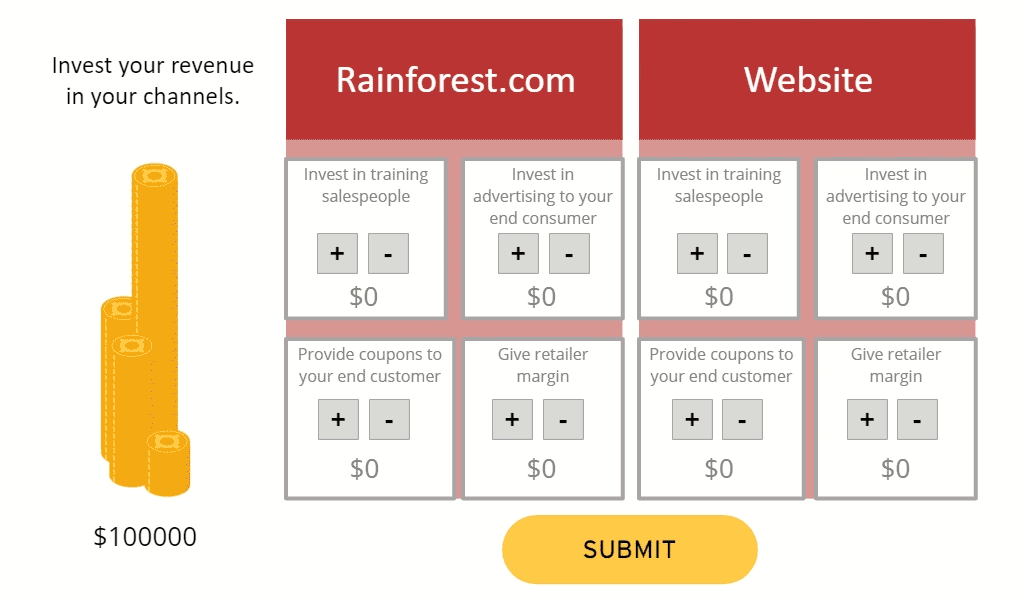 Invest your revenue
in your channels.
$100000
Rainforest.com
Invest in training
salespeople
+ -
$0
Invest in
advertising to your
end consumer
+ -
$0
Provide coupons to
your end customer
+ -
$0
Give retailer
margin
+ -
$0
Website
Invest in training
salespeople
+ -
$0
Invest in
advertising to your
end consumer
+ -
$0
Provide coupons to
your end customer
+ -
$0
Give retailer
margin
+ -
$0
SUBMIT